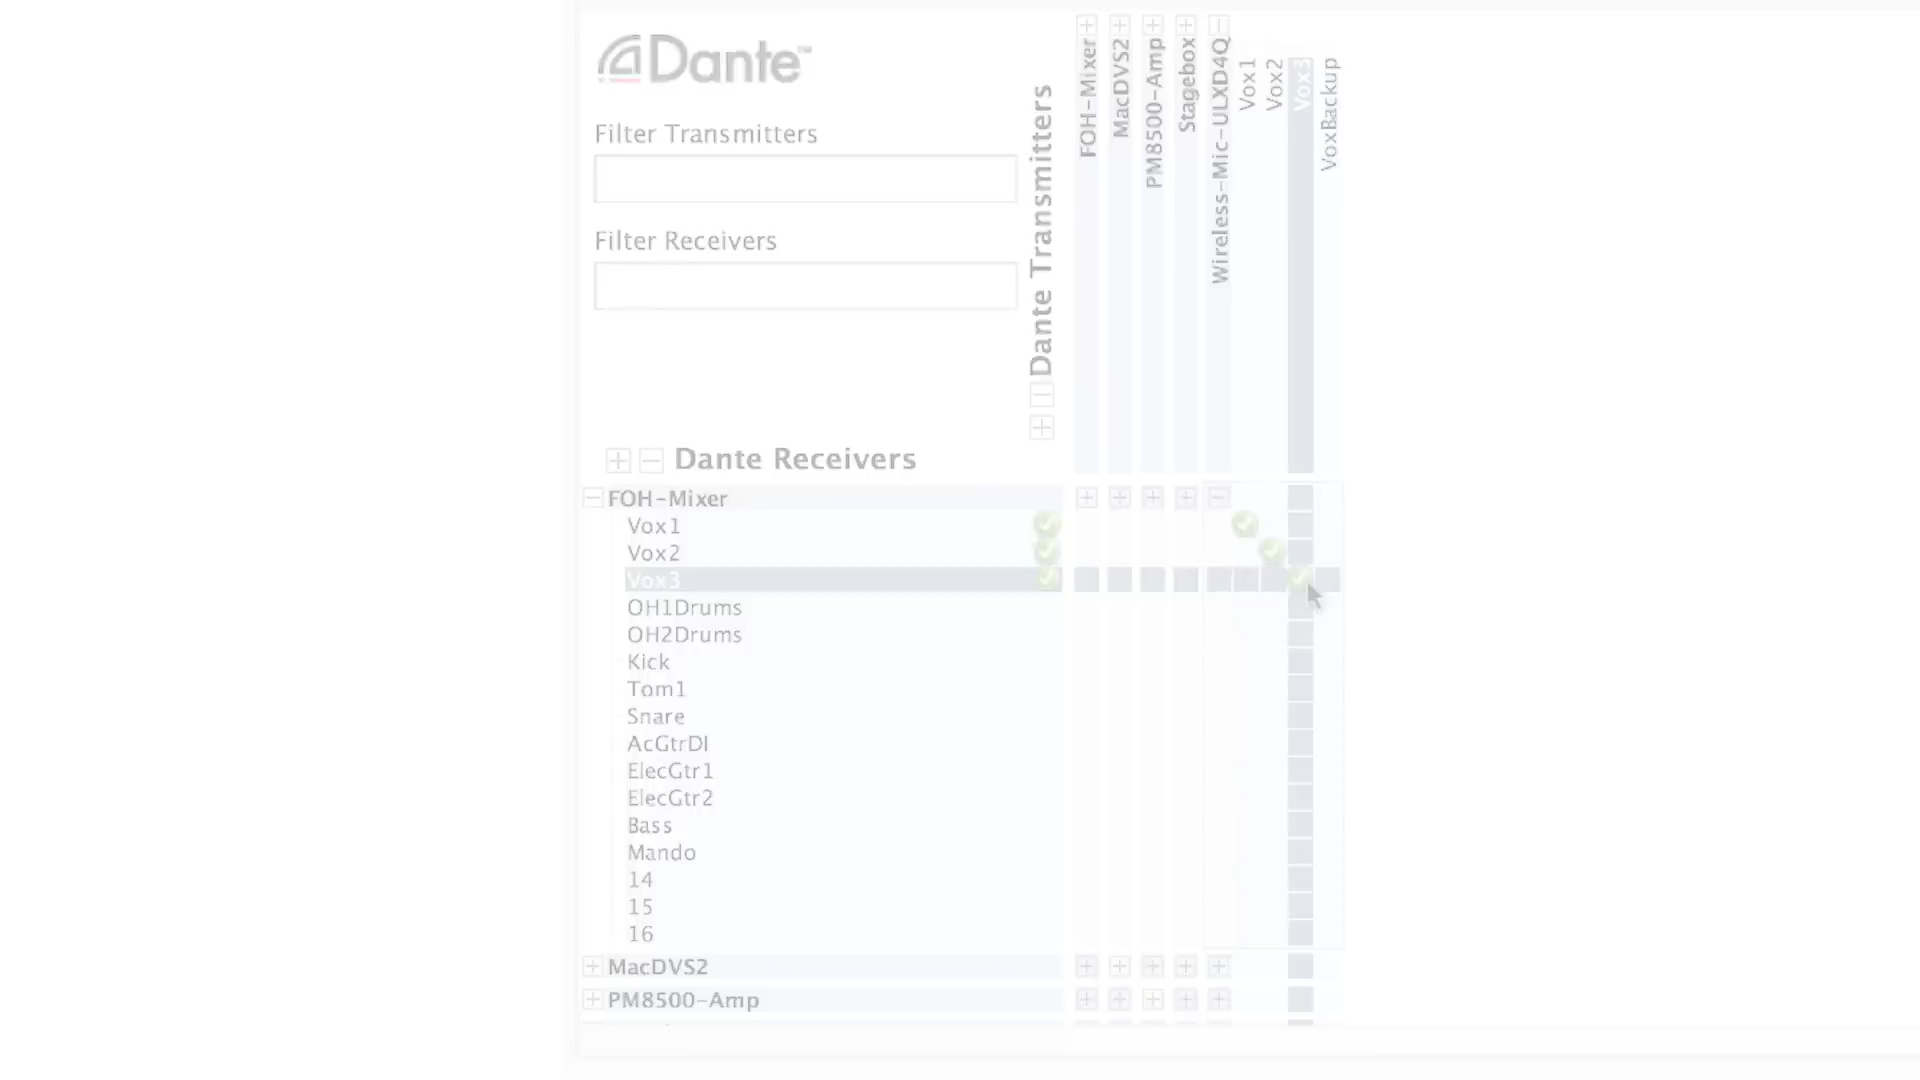 Dante™
Filter Transmitters
Filter Receivers
Dante Transmitters
FOH-Mixer
MacDVS2
PM8500-Amp
Stagebox
Wireless-Mic-ULXD4Q
Vox1
Vox2
Vox3
VoxBackup
Dante Receivers
FOH-Mixer
Vox1
Vox2
Vox3
OH1Drums
OH2Drums
Kick
Tom1
Snare
AcGtrDI
ElecGtr1
ElecGtr2
Bass
Mando
14
15
16
MacDVS2
PM8500-Amp